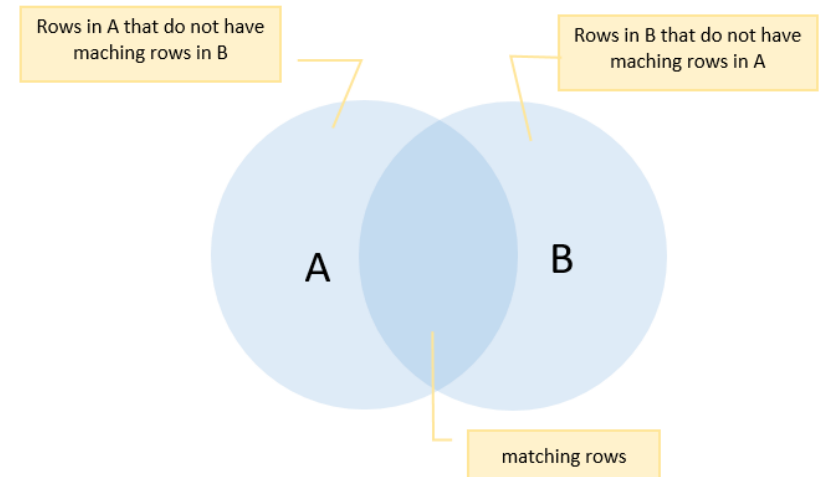 Rows in A that do not have
maching rows in B
Rows in B that do not have
maching rows in A
A
B
matching rows